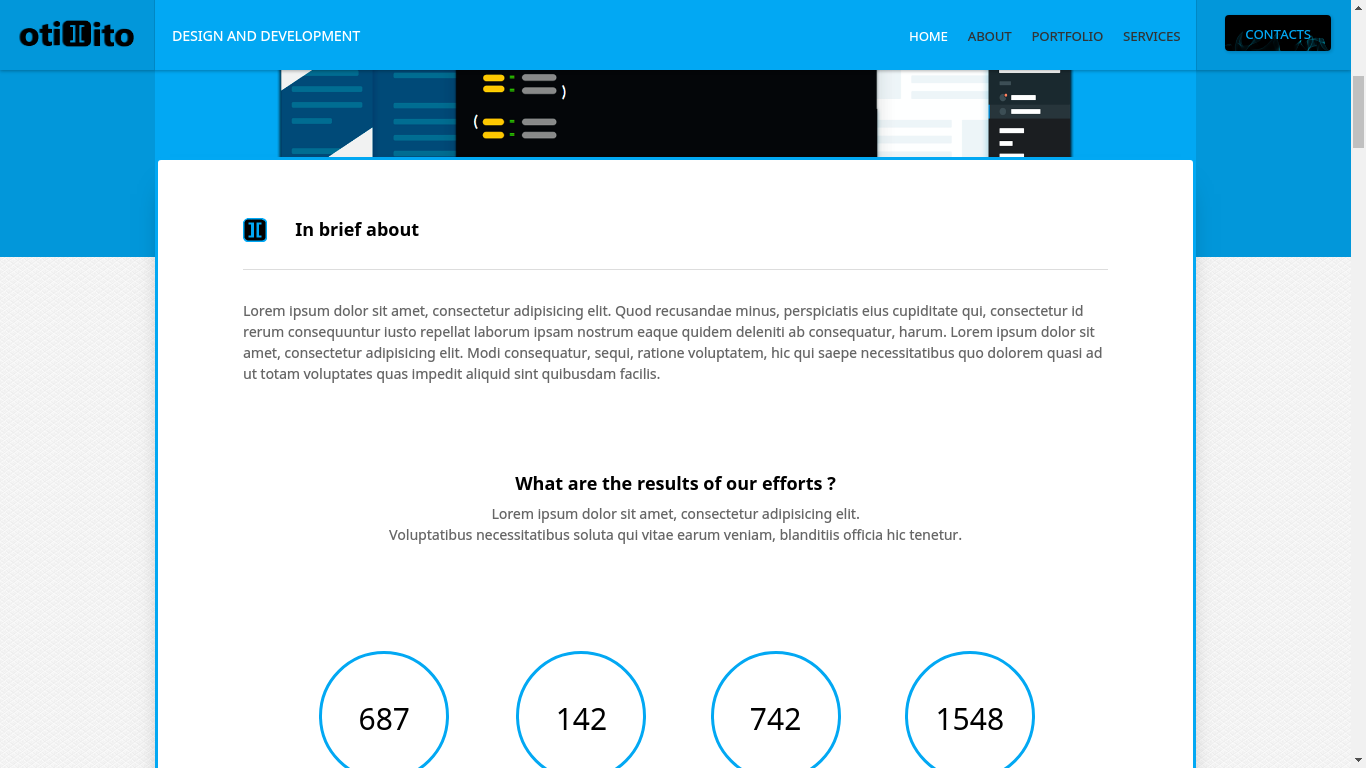 oti][ito
DESIGN AND DEVELOPMENT
HOME ABOUT PORTFOLIO SERVICES
CONTACTS
In brief about
Lorem ipsum dolor sit amet, consectetur adipisicing elit. Quod recusandae minus, perspiciatis eius cupiditate qui, consectetur id
rerum consequuntur iusto repellat laborum ipsam nostrum eaque quidem deleniti ab consequatur, harum. Lorem ipsum dolor sit
amet, consectetur adipisicing elit. Modi consequatur, sequi, ratione voluptatem, hic qui saepe necessitatibus quo dolorem quasi ad
ut totam voluptates quas impedit aliquid sint quibusdam facilis.
What are the results of our efforts ?
Lorem ipsum dolor sit amet, consectetur adipisicing elit.
Voluptatibus necessitatibus soluta qui vitae earum veniam, blanditiis officia hic tenetur.
687 142 742 1548